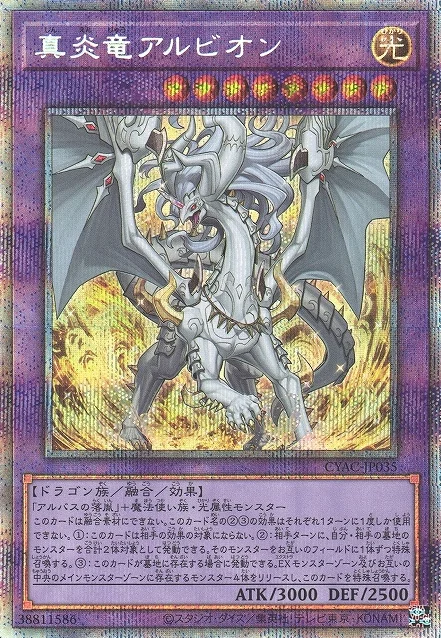 真炎竜アルビオン
光
CYAC-JP035
【ドラゴン族／融合／効果】
「アルバスの落胤」＋魔法使い族・光属性モンスター
このカードは融合素材にできない。このカード名の②③の効果はそれぞれ1ターンに1度しか使用
できない。①：このカードは相手の効果の対象にならない。②：相手ターンに、自分・相手の墓地の
モンスターを合計2体対象として発動できる。そのモンスターをお互いのフィールドに1体ずつ特殊
召喚する。③：このカードが墓地に存在する場合に発動できる。EXモンスターゾーン及びお互いの
中央のメインモンスターゾーンに存在するモンスター4体をリリースし、このカードを特殊召喚する。
ATK/3000 DEF/2500
38811586 ©スタジオ・ダイス/集英社・テレビ東京・KONAMI